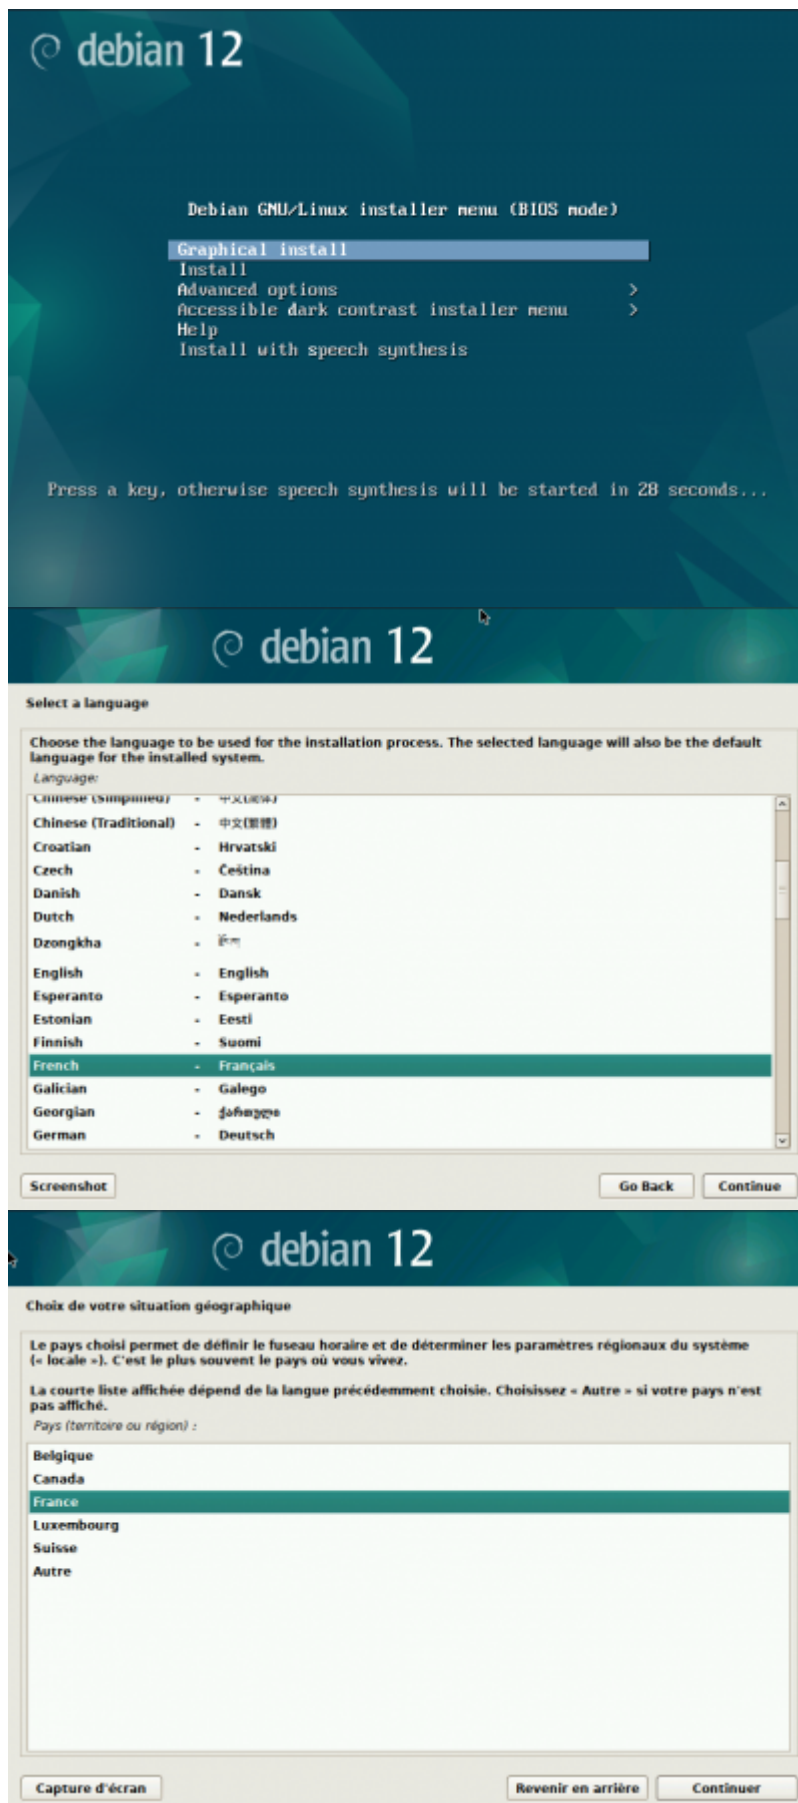 debian 12
Debian GNU/Linux installer menu (BIOS mode)
Graphical install
Install
Advanced options >
Accessible dark contrast installer menu >
Help
Install with speech synthesis
Press a key, otherwise speech synthesis will be started in 28 seconds...
debian 12
Select a language
Choose the language to be used for the installation process. The selected language will also be the default
language for the installed system.
Language:
Chinese (Simplified) - 中文(简体)
Chinese (Traditional) - 中文(繁體)
Croatian - Hrvatski
Czech - Čeština
Danish - Dansk
Dutch - Nederlands
Dzongkha -
English - English
Esperanto - Esperanto
Estonian - Eesti
Finnish - Suomi
French - Français
Galician - Galego
Georgian - ქართული
German - Deutsch
Screenshot Go Back Continue
debian 12
Choix de votre situation géographique
Le pays choisi permet de définir le fuseau horaire et de déterminer les paramètres régionaux du système
(« locale »). C'est le plus souvent le pays où vous vivez.
La courte liste affichée dépend de la langue précédemment choisie. Choisissez « Autre » si votre pays n'est
pas affiché.
Pays (territoire ou région) :
Belgique
Canada
France
Luxembourg
Suisse
Autre
Capture d'écran Revenir en arrière Continuer